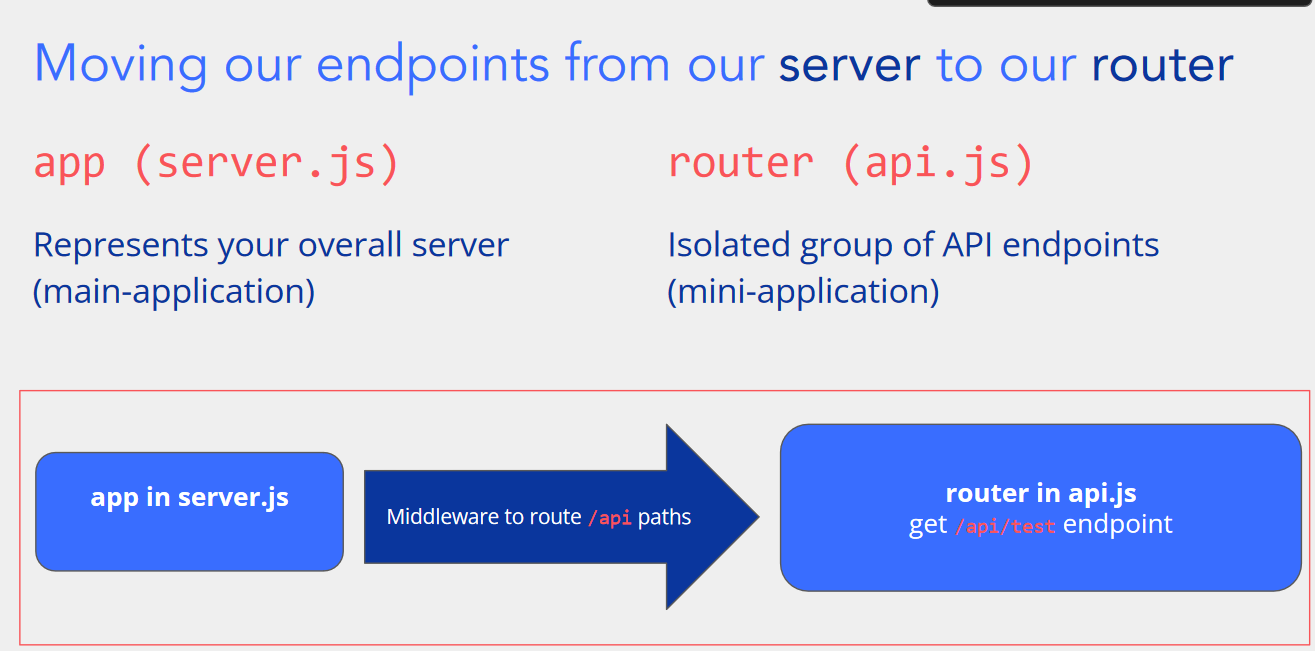 Moving our endpoints from our server to our router
app (server.js)
Represents your overall server
(main-application)
router (api.js)
Isolated group of API endpoints
(mini-application)
app in server.js
Middleware to route /api paths
router in api.js
get /api/test endpoint